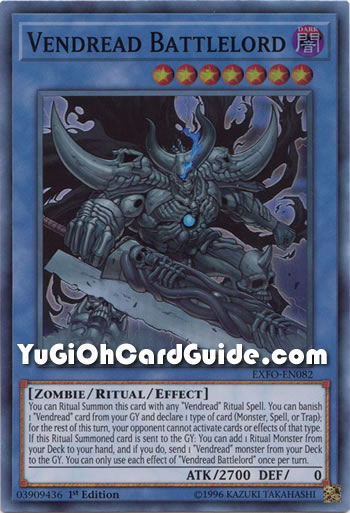 VENDREAD BATTLELORD
DARK
闇
YuGiOhCardGuide.com
EXFO-EN082
[ZOMBIE/RITUAL/EFFECT]
You can Ritual Summon this card with any "Vendread" Ritual Spell. You can banish
1 "Vendread" card from your GY and declare 1 type of card (Monster, Spell, or Trap);
for the rest of this turn, your opponent cannot activate cards or effects of that type.
If this Ritual Summoned card is sent to the GY: You can add 1 Ritual Monster from
your Deck to your hand, and if you do, send 1 "Vendread" monster from your Deck
to the GY. You can only use each effect of "Vendread Battlelord" once per turn.
ATK/2700 DEF/ 0
03909436 1st Edition ©1996 KAZUKI TAKAHASHI